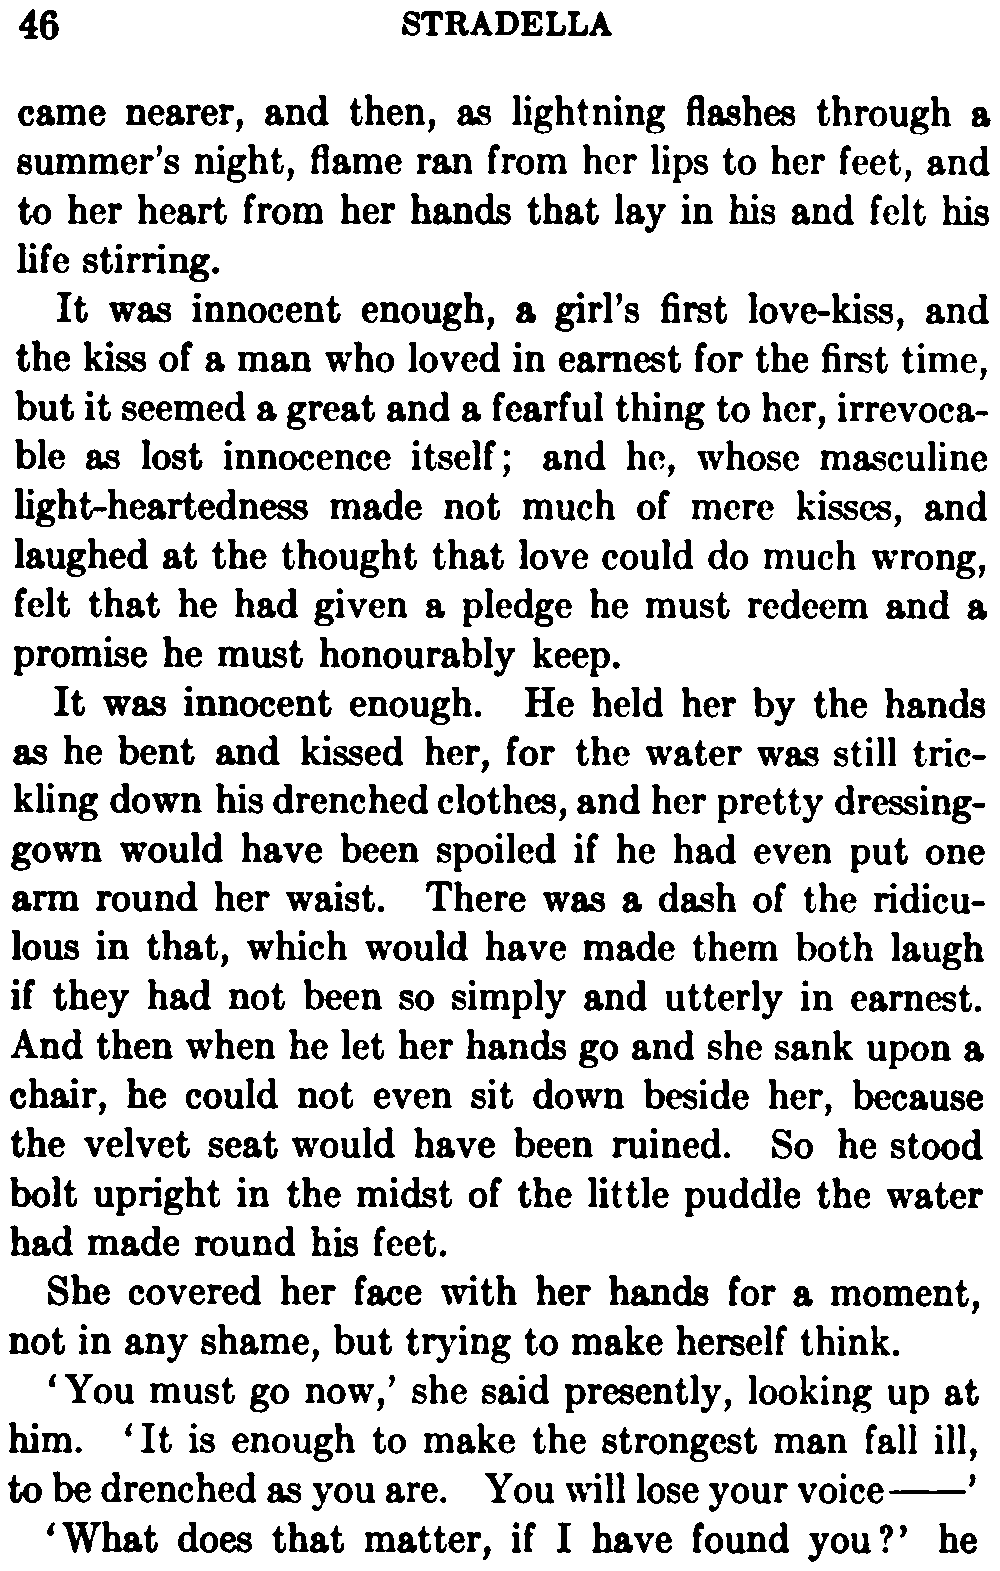 46 STRADELLA
came nearer, and then, as lightning flashes through a
summer's night, flame ran from her lips to her feet, and
to her heart from her hands that lay in his and felt his
life stirring.
It was innocent enough, a girl's first love-kiss, and
the kiss of a man who loved in earnest for the first time,
but it seemed a great and a fearful thing to her, irrevoca-
ble as lost innocence itself; and he, whose masculine
light-heartedness made not much of mere kisses, and
laughed at the thought that love could do much wrong,
felt that he had given a pledge he must redeem and a
promise he must honourably keep.
It was innocent enough. He held her by the hands
as he bent and kissed her, for the water was still tric-
kling down his drenched clothes, and her pretty dressing-
gown would have been spoiled if he had even put one
arm round her waist. There was a dash of the ridicu-
lous in that, which would have made them both laugh
if they had not been so simply and utterly in earnest.
And then when he let her hands go and she sank upon a
chair, he could not even sit down beside her, because
the velvet seat would have been ruined. So he stood
bolt upright in the midst of the little puddle the water
had made round his feet.
She covered her face with her hands for a moment,
not in any shame, but trying to make herself think.
'You must go now,' she said presently, looking up at
him. 'It is enough to make the strongest man fall ill,
to be drenched as you are. You will lose your voice——'
'What does that matter, if I have found you?' he